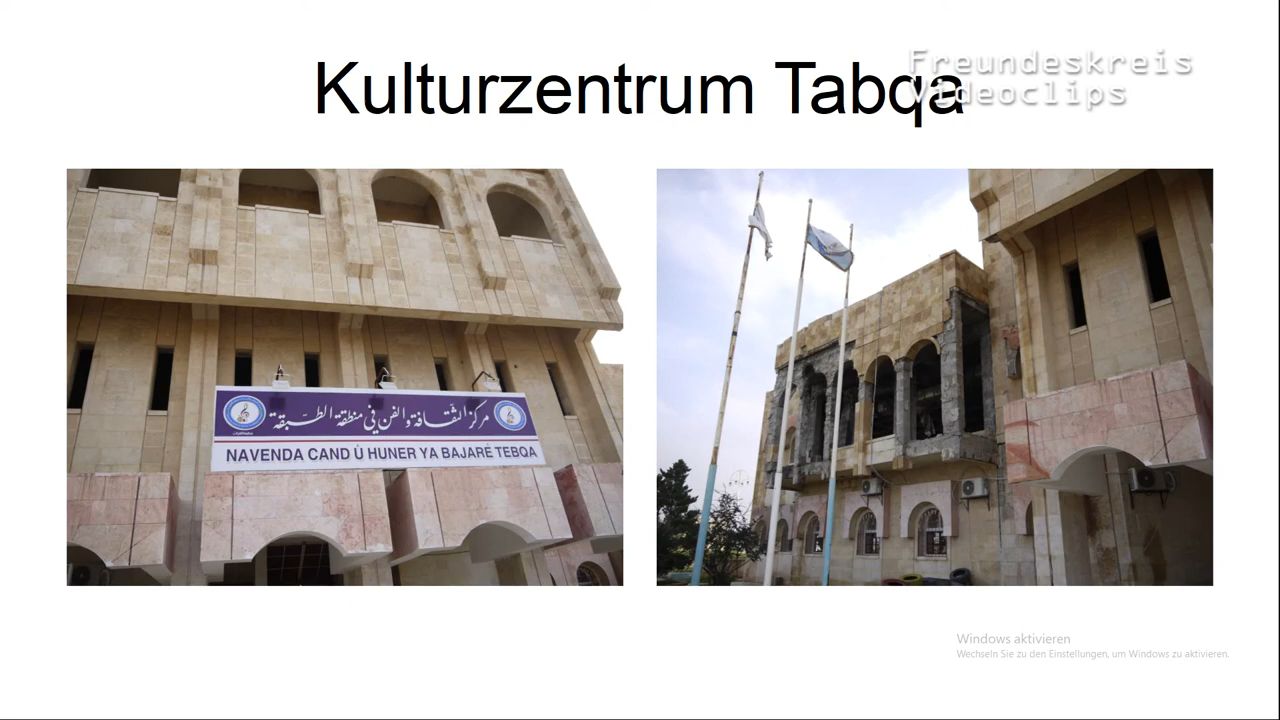 Kulturzentrum Tabqa
Freundeskreis
Videoclips
مركز الثقافة والفن في منطقة الطبقة
NAVENDA CAND Û HUNER YA BAJARÊ TEBQA
Windows aktivieren
Wechseln Sie zu den Einstellungen, um Windows zu aktivieren.